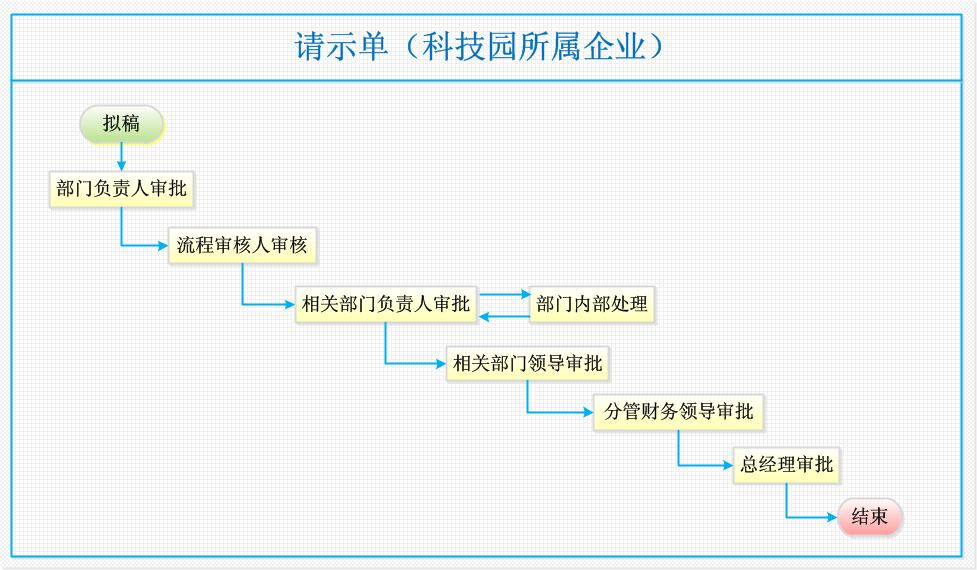 请示单（科技园所属企业）
拟稿
部门负责人审批
流程审核人审核
相关部门负责人审批
部门内部处理
相关部门领导审批
分管财务领导审批
总经理审批
结束